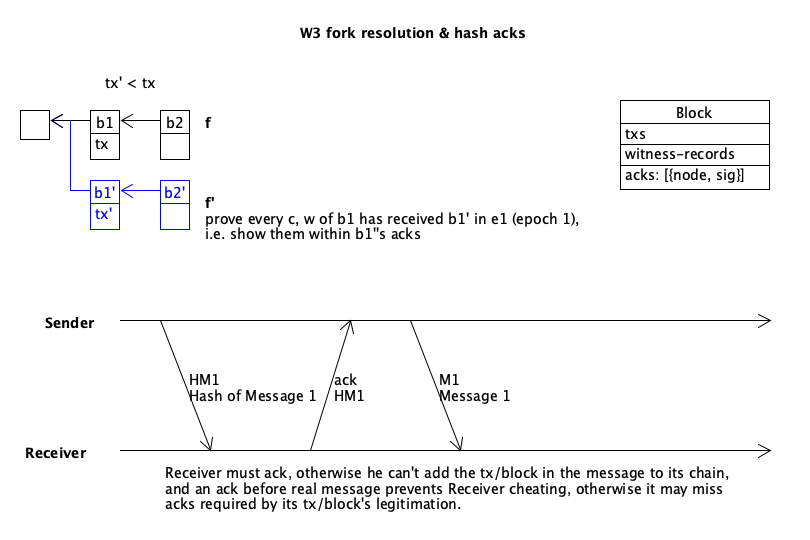 W3 fork resolution & hash acks
tx' < tx
b1
b2
f
tx
b1'
b2'
f'
tx'
prove every c, w of b1 has received b1' in e1 (epoch 1),
i.e. show them within b1''s acks
Block
txs
witness-records
acks: [{node, sig}]
Sender
HM1
Hash of Message 1
ack
HM1
M1
Message 1
Receiver
Receiver must ack, otherwise he can't add the tx/block in the message to its chain,
and an ack before real message prevents Receiver cheating, otherwise it may miss
acks required by its tx/block's legitimation.